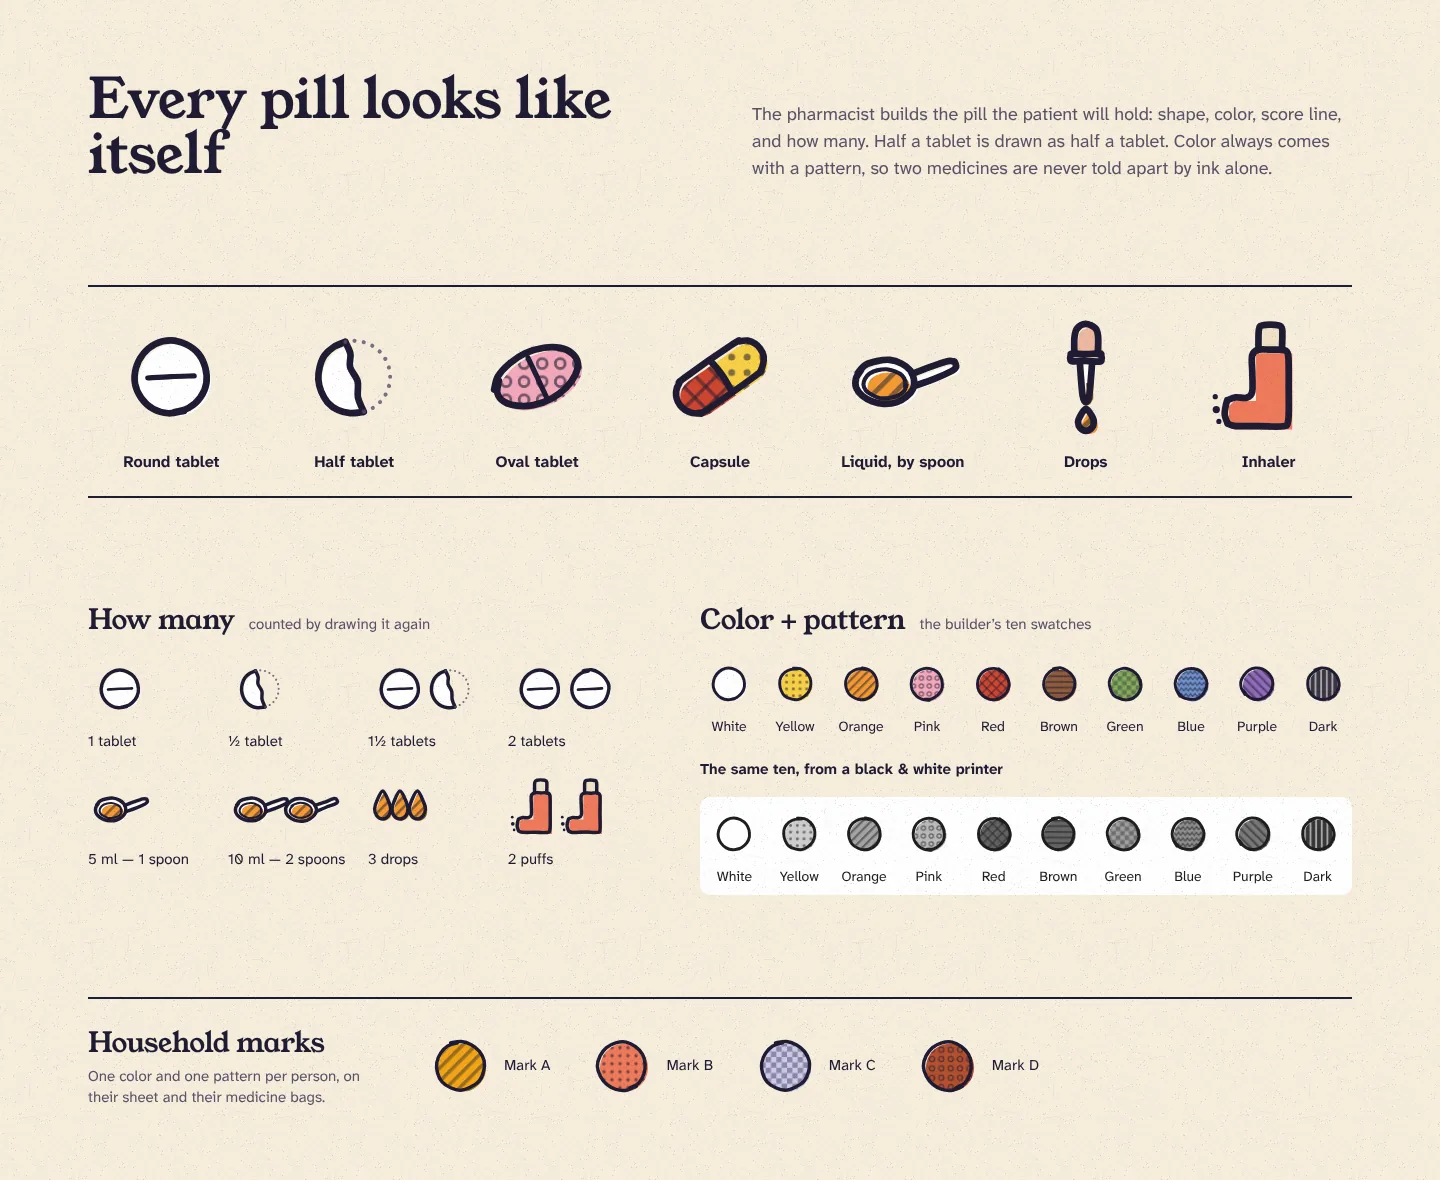 Every pill looks like
itself
The pharmacist builds the pill the patient will hold: shape, color, score line,
and how many. Half a tablet is drawn as half a tablet. Color always comes
with a pattern, so two medicines are never told apart by ink alone.
Round tablet
Half tablet
Oval tablet
Capsule
Liquid, by spoon
Drops
Inhaler
How many counted by drawing it again
1 tablet
½ tablet
1½ tablets
2 tablets
5 ml — 1 spoon
10 ml — 2 spoons
3 drops
2 puffs
Color + pattern the builder’s ten swatches
White
Yellow
Orange
Pink
Red
Brown
Green
Blue
Purple
Dark
The same ten, from a black & white printer
White
Yellow
Orange
Pink
Red
Brown
Green
Blue
Purple
Dark
Household marks
One color and one pattern per person, on
their sheet and their medicine bags.
Mark A
Mark B
Mark C
Mark D